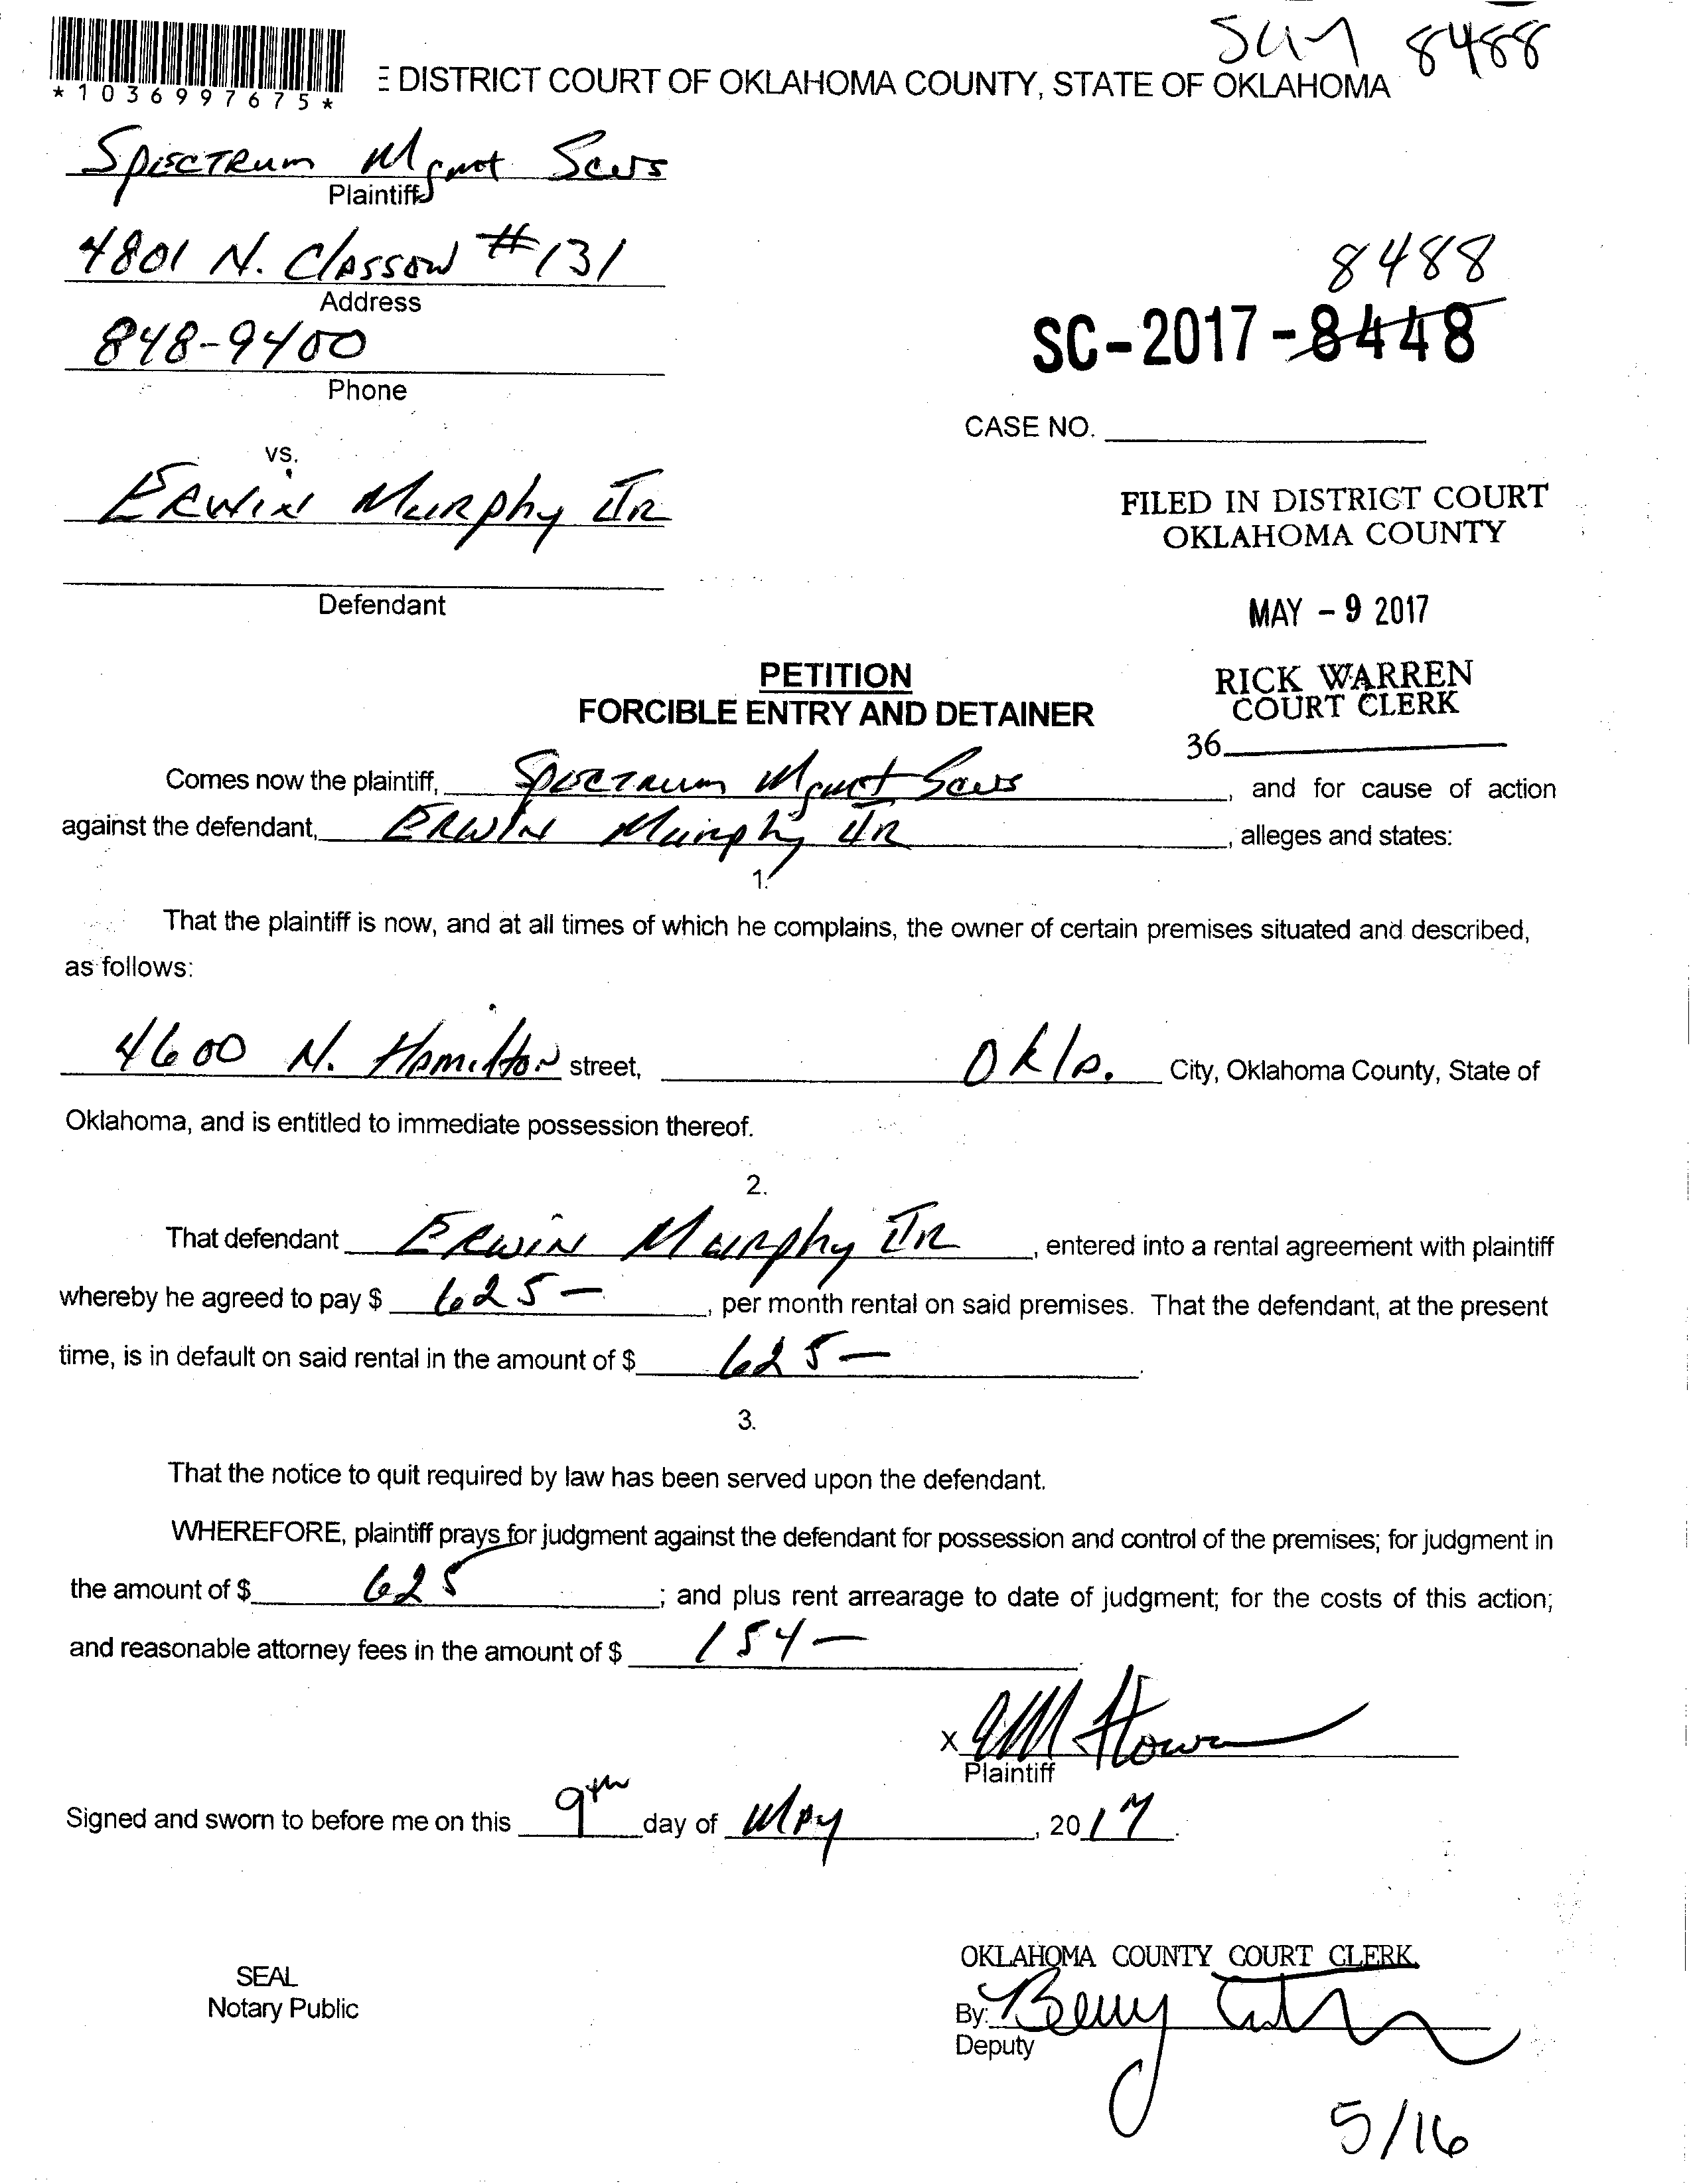 8488
*1036997675*
DISTRICT COURT OF OKLAHOMA COUNTY, STATE OF OKLAHOMA
Spectrum Mgmt Servs
Plaintiff
4801 N. Classen #131
Address
848-9400
Phone
8488
SC-2017-8448
CASE NO.
vs.
Erwin Murphy Jr
Defendant
FILED IN DISTRICT COURT
OKLAHOMA COUNTY
MAY - 9 2017
RICK WARREN
COURT CLERK
36
PETITION
FORCIBLE ENTRY AND DETAINER
Comes now the plaintiff, Spectrum Mgmt Servs, and for cause of action
against the defendant, Erwin Murphy Jr, alleges and states:
1.
That the plaintiff is now, and at all times of which he complains, the owner of certain premises situated and described,
as follows:
4600 N. Hamilton street, Okla. City, Oklahoma County, State of
Oklahoma, and is entitled to immediate possession thereof.
2.
That defendant Erwin Murphy Jr, entered into a rental agreement with plaintiff
whereby he agreed to pay $ 625-, per month rental on said premises. That the defendant, at the present
time, is in default on said rental in the amount of $ 625-.
3.
That the notice to quit required by law has been served upon the defendant.
WHEREFORE, plaintiff prays for judgment against the defendant for possession and control of the premises; for judgment in
the amount of $ 625; and plus rent arrearage to date of judgment; for the costs of this action;
and reasonable attorney fees in the amount of $ 154-.
X
Plaintiff
Signed and sworn to before me on this 9th day of May, 2017.
SEAL
Notary Public
OKLAHOMA COUNTY COURT CLERK
By:
Deputy
5/16